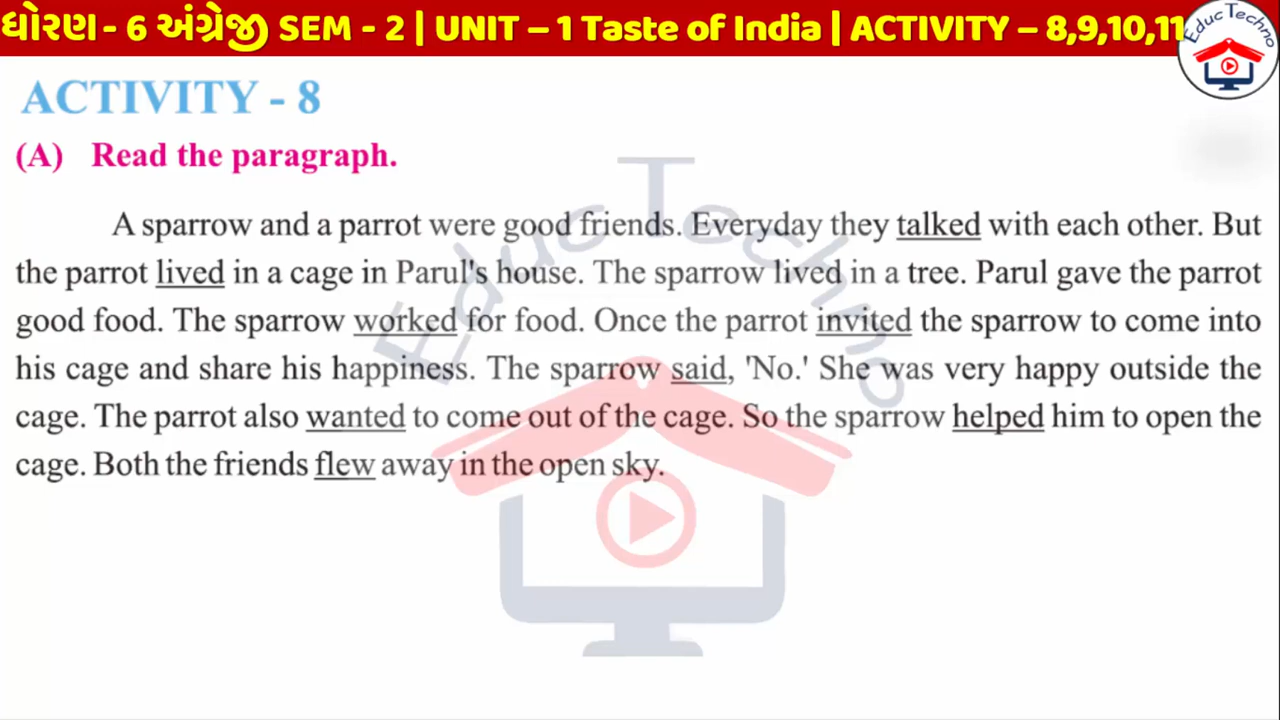 ધોરણ - 6 અંગ્રેજી SEM - 2 | UNIT – 1 Taste of India | ACTIVITY – 8,9,10,11
Educ Techno
ACTIVITY - 8
(A) Read the paragraph.
A sparrow and a parrot were good friends. Everyday they talked with each other. But
the parrot lived in a cage in Parul's house. The sparrow lived in a tree. Parul gave the parrot
good food. The sparrow worked for food. Once the parrot invited the sparrow to come into
his cage and share his happiness. The sparrow said, 'No.' She was very happy outside the
cage. The parrot also wanted to come out of the cage. So the sparrow helped him to open the
cage. Both the friends flew away in the open sky.
Educ Techno